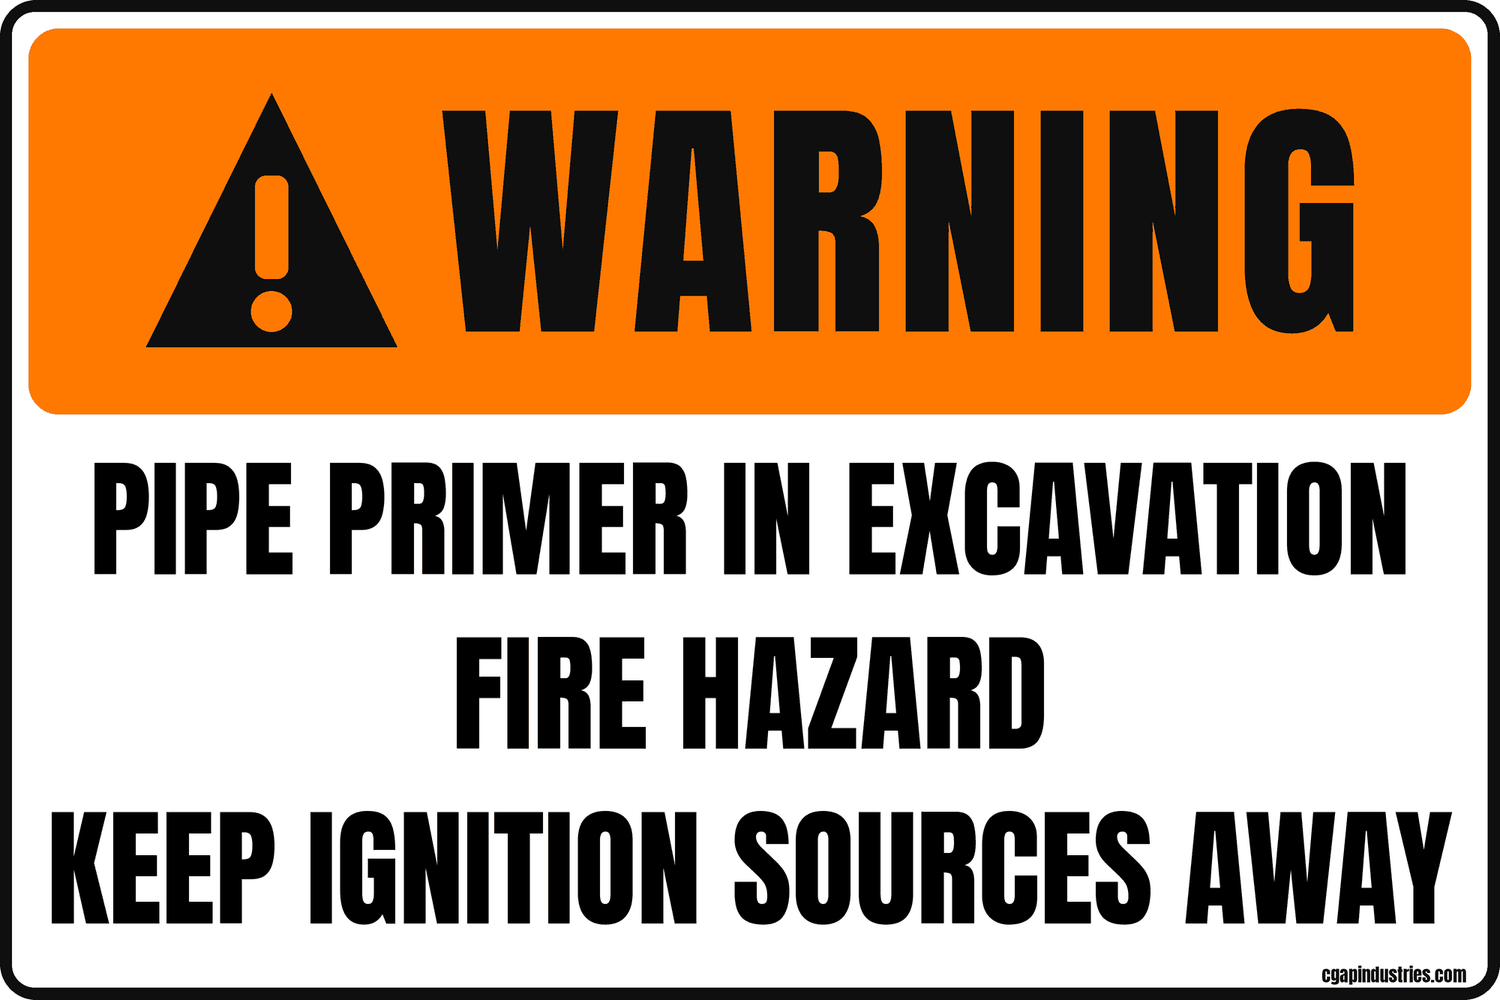 WARNING
PIPE PRIMER IN EXCAVATION
FIRE HAZARD
KEEP IGNITION SOURCES AWAY
cgapindustries.com